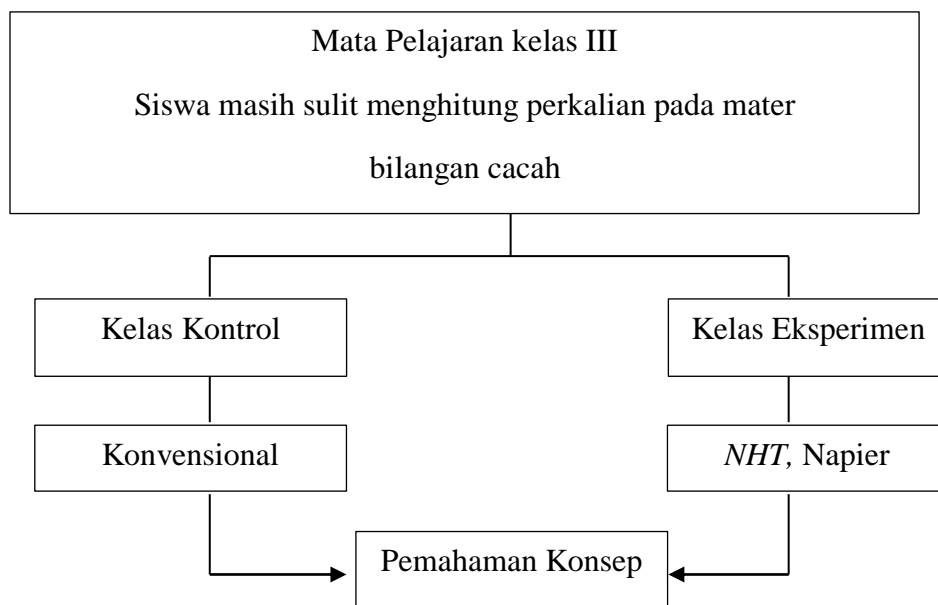 Mata Pelajaran kelas III
Siswa masih sulit menghitung perkalian pada mater
bilangan cacah
Kelas Kontrol
Kelas Eksperimen
Konvensional
NHT, Napier
Pemahaman Konsep